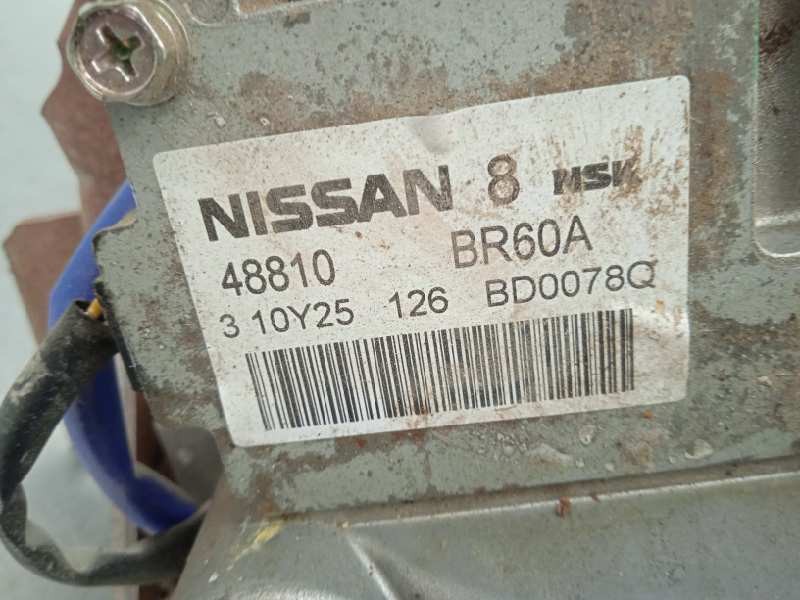 NISSAN 8 NSK
48810 BR60A
3 10Y25 126 BD0078Q